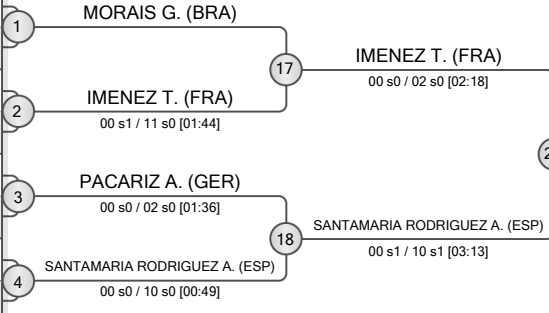 1
MORAIS G. (BRA)
17
IMENEZ T. (FRA)
00 s0 / 02 s0 [02:18]
2
IMENEZ T. (FRA)
00 s1 / 11 s0 [01:44]
3
PACARIZ A. (GER)
00 s0 / 02 s0 [01:36]
18
SANTAMARIA RODRIGUEZ A. (ESP)
00 s1 / 10 s1 [03:13]
4
SANTAMARIA RODRIGUEZ A. (ESP)
00 s0 / 10 s0 [00:49]